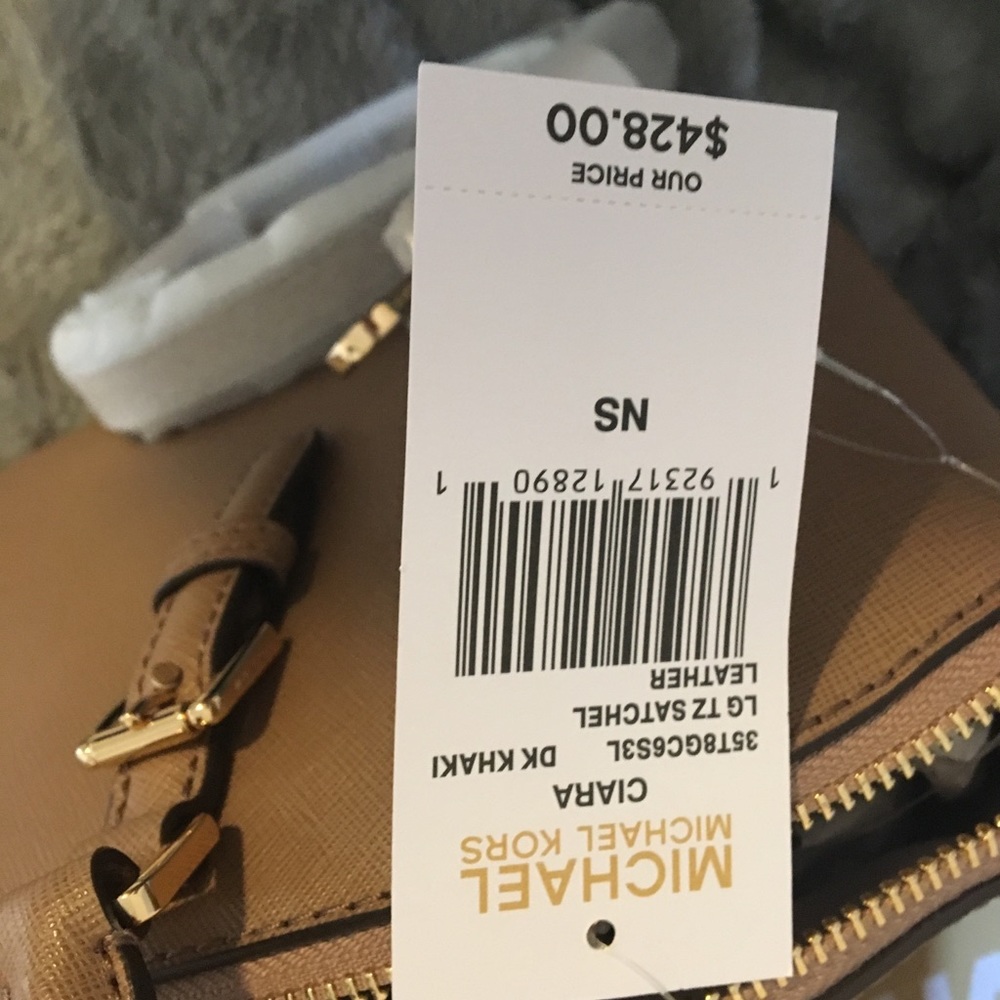 MICHAEL
MICHAEL KORS
CIARA
35T8GC6S3L DK KHAKI
LG TZ SATCHEL
LEATHER
1 92317 12890 1
NS
OUR PRICE
$428.00